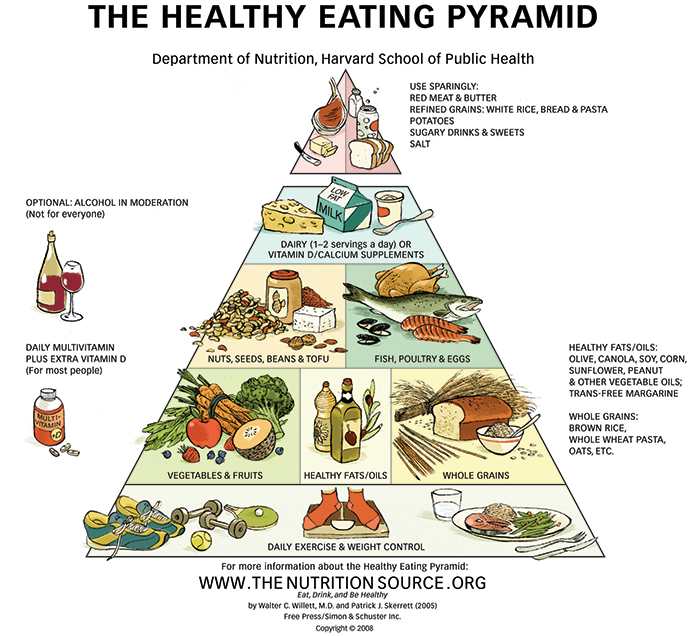 THE HEALTHY EATING PYRAMID
Department of Nutrition, Harvard School of Public Health
USE SPARINGLY:
RED MEAT & BUTTER
REFINED GRAINS: WHITE RICE, BREAD & PASTA
POTATOES
SUGARY DRINKS & SWEETS
SALT
OPTIONAL: ALCOHOL IN MODERATION
(Not for everyone)
LOW
FAT
MILK
DAIRY (1–2 servings a day) OR
VITAMIN D/CALCIUM SUPPLEMENTS
NUTS, SEEDS, BEANS & TOFU
FISH, POULTRY & EGGS
DAILY MULTIVITAMIN
PLUS EXTRA VITAMIN D
(For most people)
MULTI-
VITAMIN
+D
HEALTHY FATS/OILS:
OLIVE, CANOLA, SOY, CORN,
SUNFLOWER, PEANUT
& OTHER VEGETABLE OILS;
TRANS-FREE MARGARINE
WHOLE GRAINS:
BROWN RICE,
WHOLE WHEAT PASTA,
OATS, ETC.
VEGETABLES & FRUITS
HEALTHY FATS/OILS
WHOLE GRAINS
DAILY EXERCISE & WEIGHT CONTROL
For more information about the Healthy Eating Pyramid:
WWW.THE NUTRITION SOURCE.ORG
Eat, Drink, and Be Healthy
by Walter C. Willett, M.D. and Patrick J. Skerrett (2005)
Free Press/Simon & Schuster Inc.
Copyright © 2008